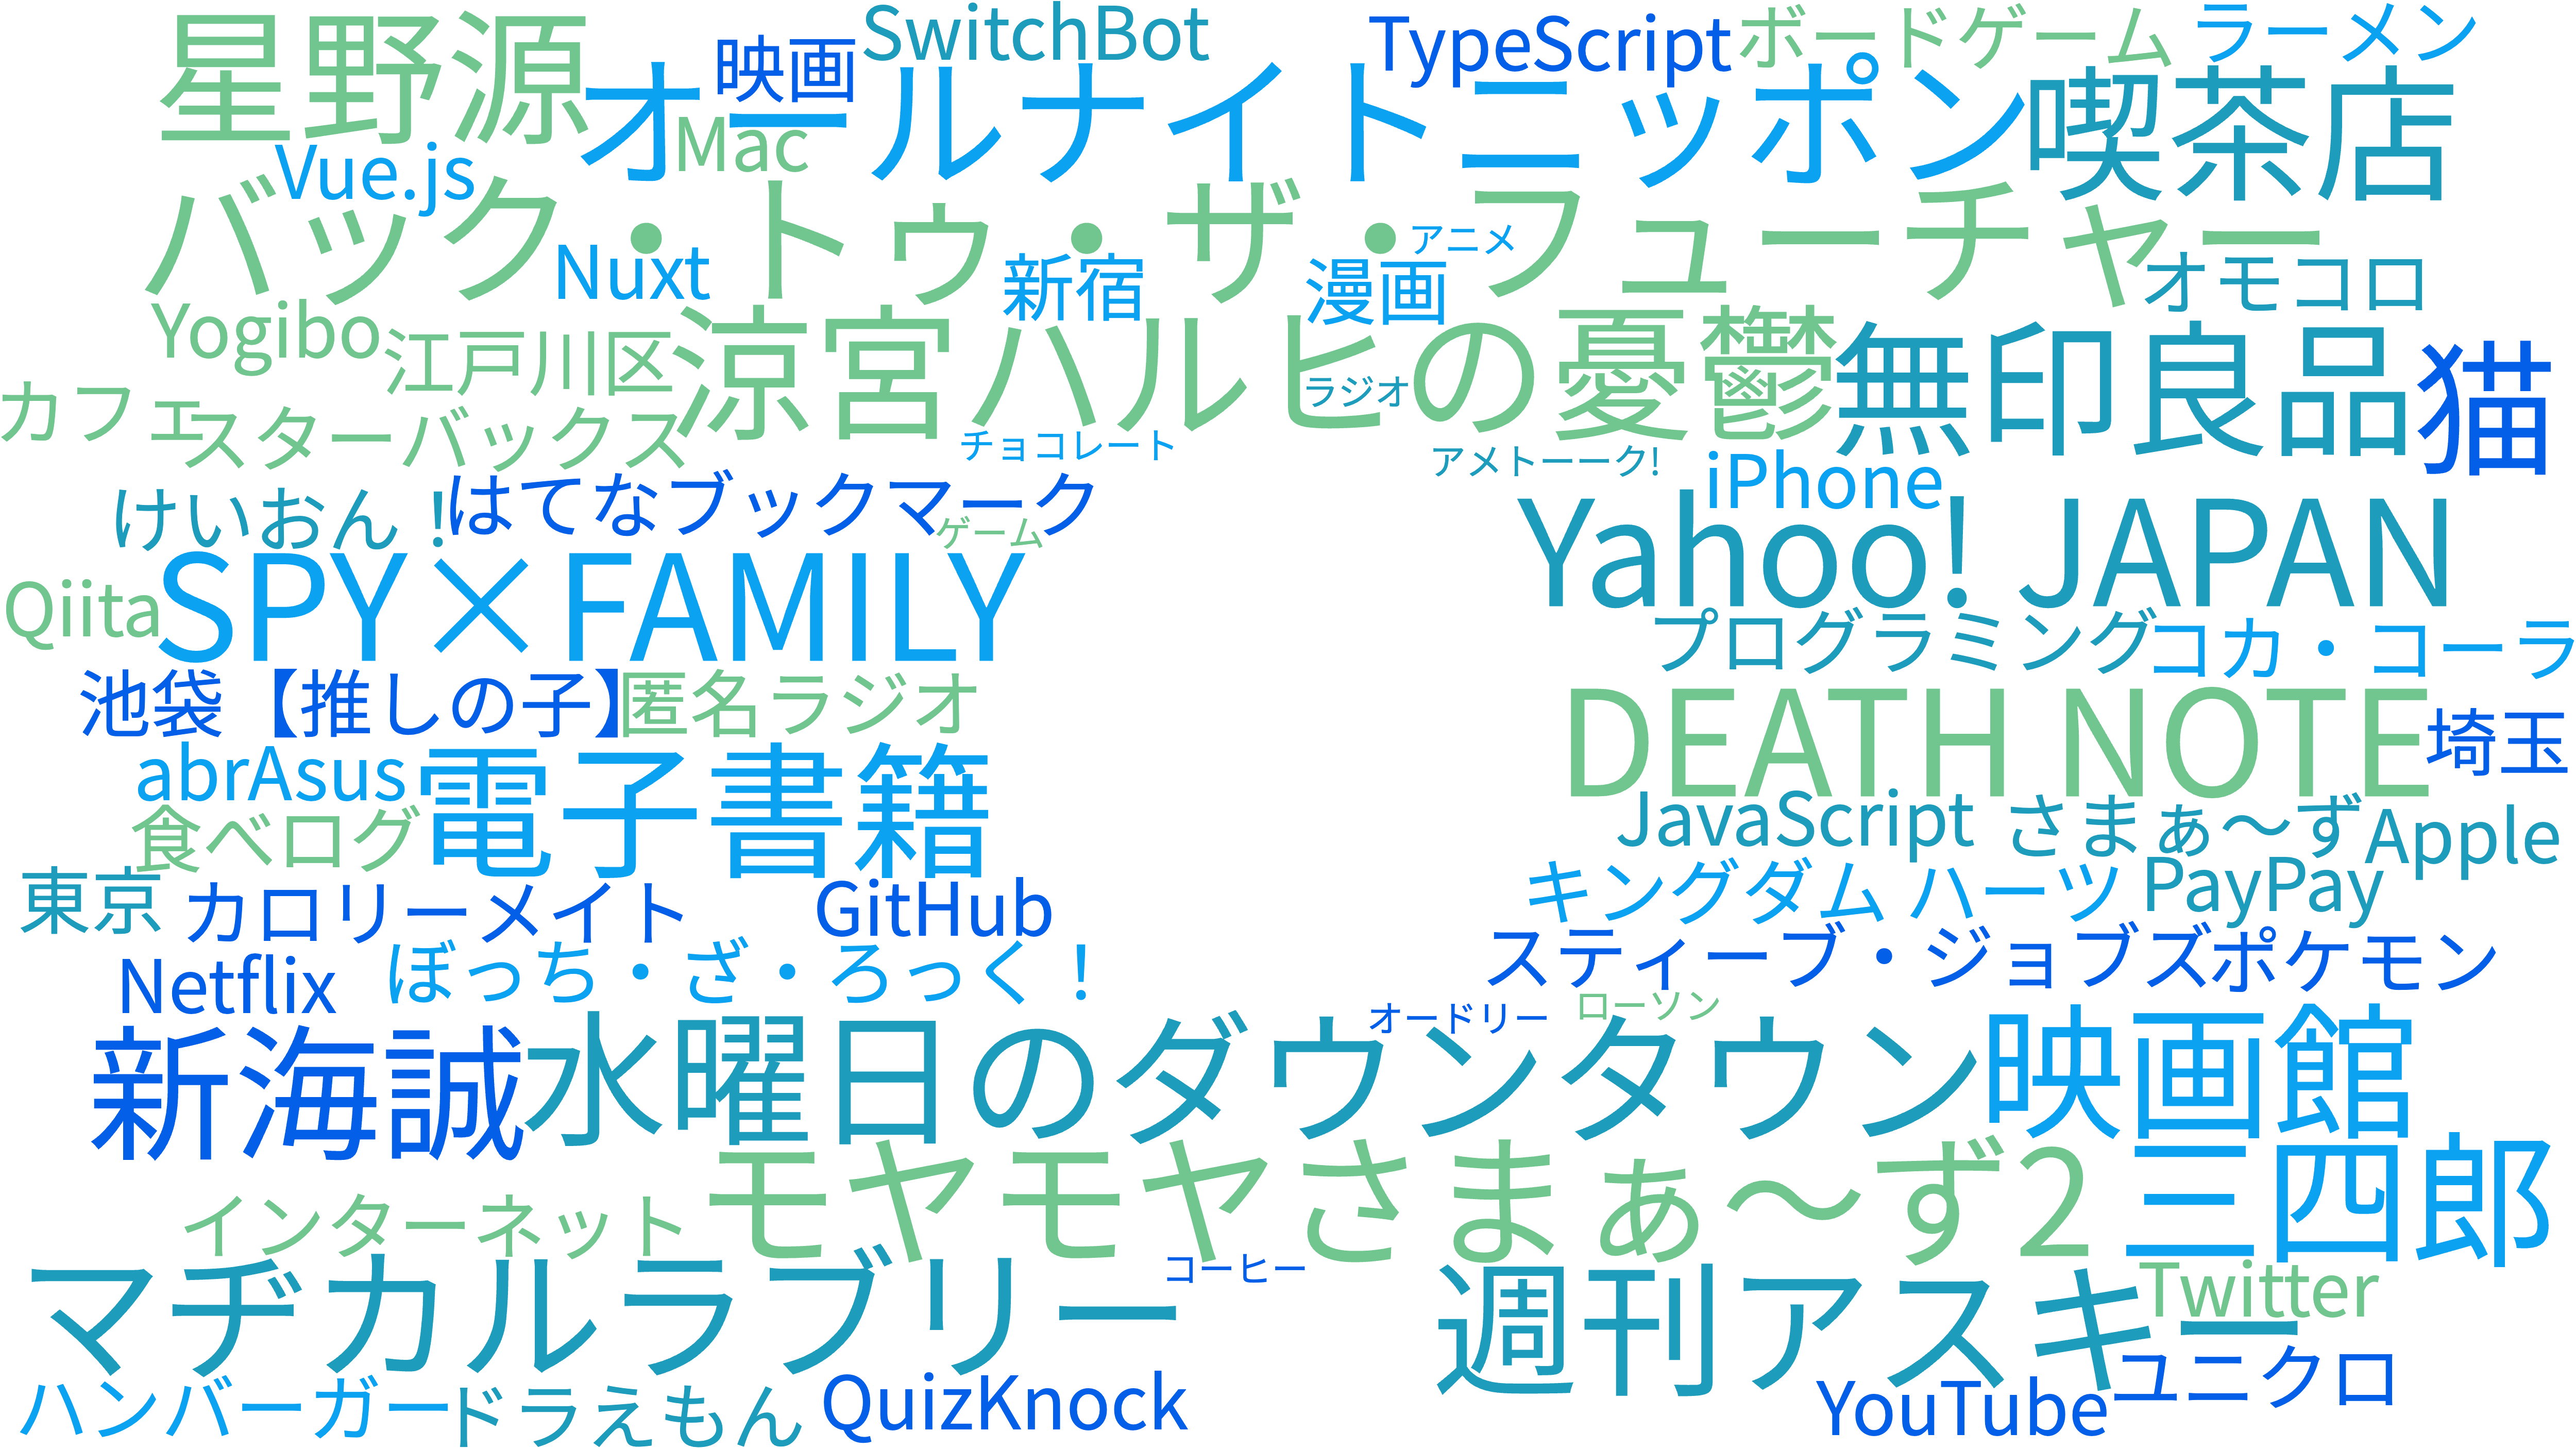 星野源
映画
SwitchBot
TypeScript
ボードゲーム
ラーメン
オールナイトニッポン
喫茶店
Vue.js
Mac
バック・トゥ・ザ・フューチャー
Nuxt
新宿
漫画
アニメ
オモコロ
Yogibo
江戸川区
涼宮ハルヒの憂鬱
無印良品
猫
カフェ
スターバックス
ラジオ
チョコレート
アメトーーク!
iPhone
けいおん！
はてなブックマーク
ゲーム
Yahoo! JAPAN
Qiita
SPY×FAMILY
プログラミング
コカ・コーラ
池袋
【推しの子】
匿名ラジオ
DEATH NOTE
埼玉
abrAsus
電子書籍
食べログ
JavaScript
さまぁ～ず
Apple
東京
カロリーメイト
GitHub
キングダム ハーツ
PayPay
Netflix
ぼっち・ざ・ろっく！
スティーブ・ジョブズ
ポケモン
オードリー
ローソン
新海誠
水曜日のダウンタウン
映画館
インターネット
モヤモヤさまぁ～ず2
三四郎
マヂカルラブリー
コーヒー
週刊アスキー
Twitter
ハンバーガー
ドラえもん
QuizKnock
YouTube
ユニクロ